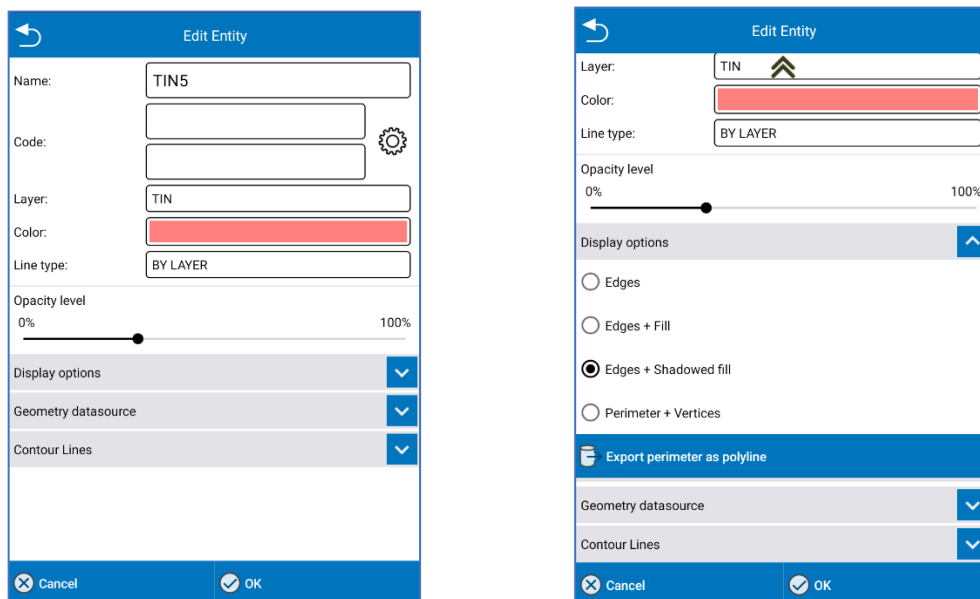 Edit Entity
Name: TIN5
Code:
Layer: TIN
Color:
Line type: BY LAYER
Opacity level
0% 100%
Display options
Geometry datasource
Contour Lines
Cancel OK
Edit Entity
Layer: TIN
Color:
Line type: BY LAYER
Opacity level
0% 100%
Display options
Edges
Edges + Fill
Edges + Shadowed fill
Perimeter + Vertices
Export perimeter as polyline
Geometry datasource
Contour Lines
Cancel OK